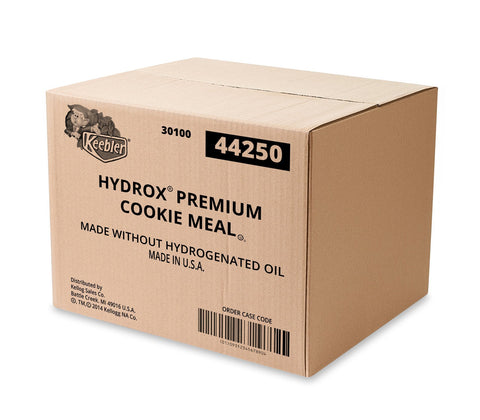 Keebler
30100
44250
HYDROX® PREMIUM
COOKIE MEAL
MADE WITHOUT HYDROGENATED OIL
MADE IN U.S.A.
Distributed by
Kellog Sales Co.
Battle Creek, MI 49016 U.S.A.
®, TM, © 2014 Kellogg NA Co.
ORDER CASE CODE